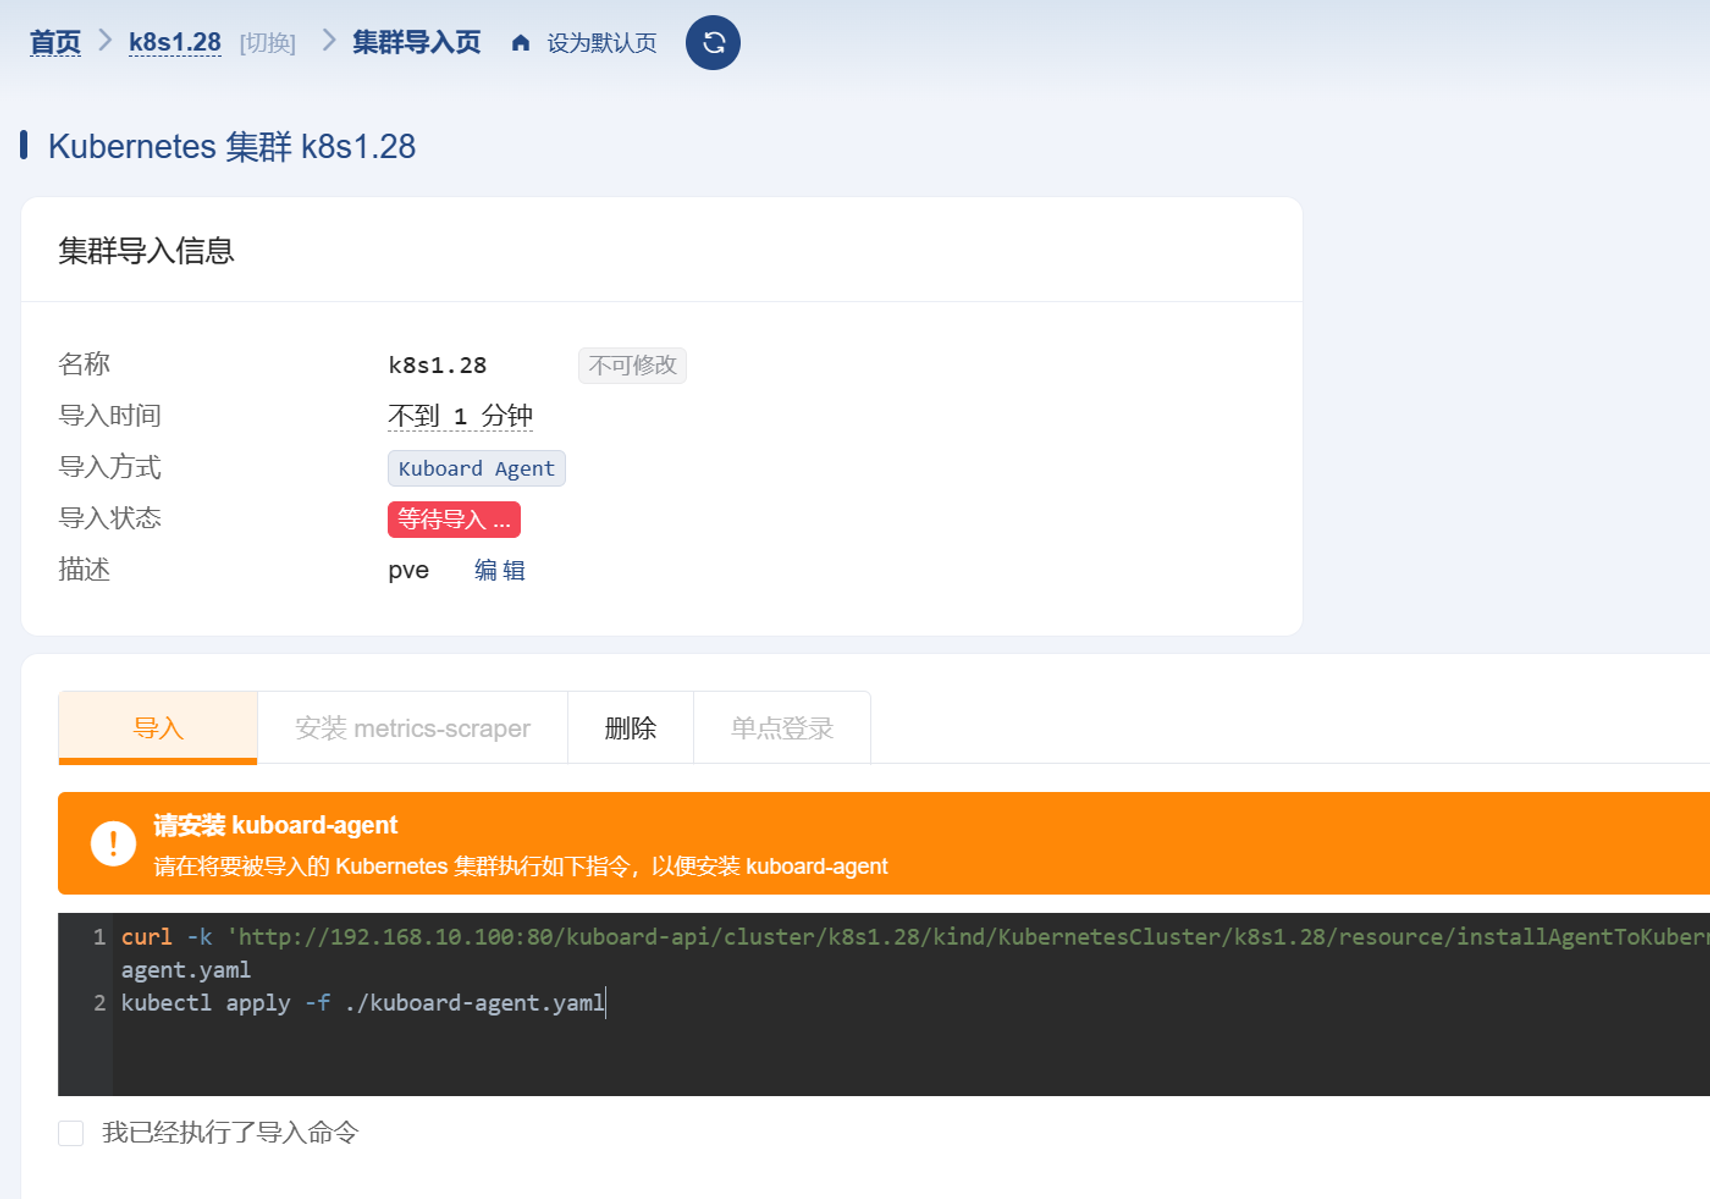 首页 > k8s1.28 [切换] > 集群导入页 设为默认页
Kubernetes 集群 k8s1.28
集群导入信息
名称 k8s1.28 不可修改
导入时间 不到 1 分钟
导入方式 Kuboard Agent
导入状态 等待导入 ...
描述 pve 编 辑
导入 安装 metrics-scraper 删除 单点登录
请安装 kuboard-agent
请在将要被导入的 Kubernetes 集群执行如下指令，以便安装 kuboard-agent
1 curl -k 'http://192.168.10.100:80/kuboard-api/cluster/k8s1.28/kind/KubernetesCluster/k8s1.28/resource/installAgentToKubern
agent.yaml
2 kubectl apply -f ./kuboard-agent.yaml
我已经执行了导入命令